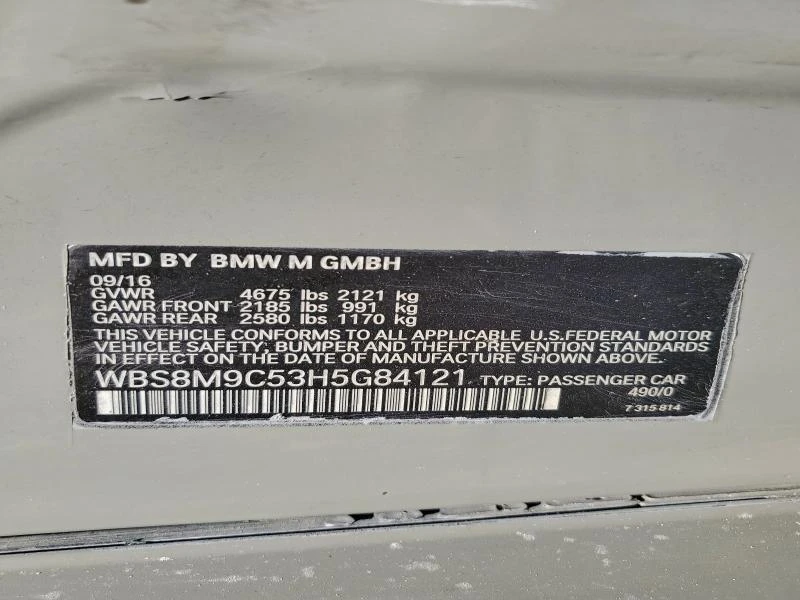 MFD BY BMW M GMBH
09/16
GVWR 4675 lbs 2121 kg
GAWR FRONT 2185 lbs 991 kg
GAWR REAR 2580 lbs 1170 kg
THIS VEHICLE CONFORMS TO ALL APPLICABLE U.S.FEDERAL MOTOR
VEHICLE SAFETY, BUMPER AND THEFT PREVENTION STANDARDS
IN EFFECT ON THE DATE OF MANUFACTURE SHOWN ABOVE.
WBS8M9C53H5G84121 TYPE: PASSENGER CAR
490/0
7 315 814